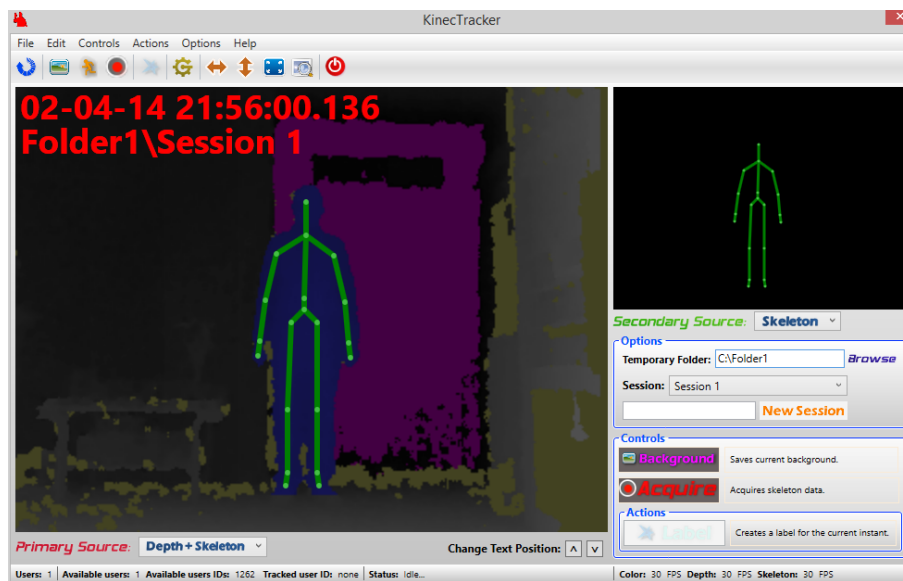 KinecTracker
File Edit Controls Actions Options Help
02-04-14 21:56:00.136
Folder1\Session 1
Secondary Source: Skeleton
Options
Temporary Folder: C:\Folder1 Browse
Session: Session 1
New Session
Controls
Background Saves current background.
Acquire Acquires skeleton data.
Actions
Label Creates a label for the current instant.
Primary Source: Depth + Skeleton Change Text Position:
Users: 1 Available users: 1 Available users IDs: 1262 Tracked user ID: none Status: Idle... Color: 30 FPS Depth: 30 FPS Skeleton: 30 FPS